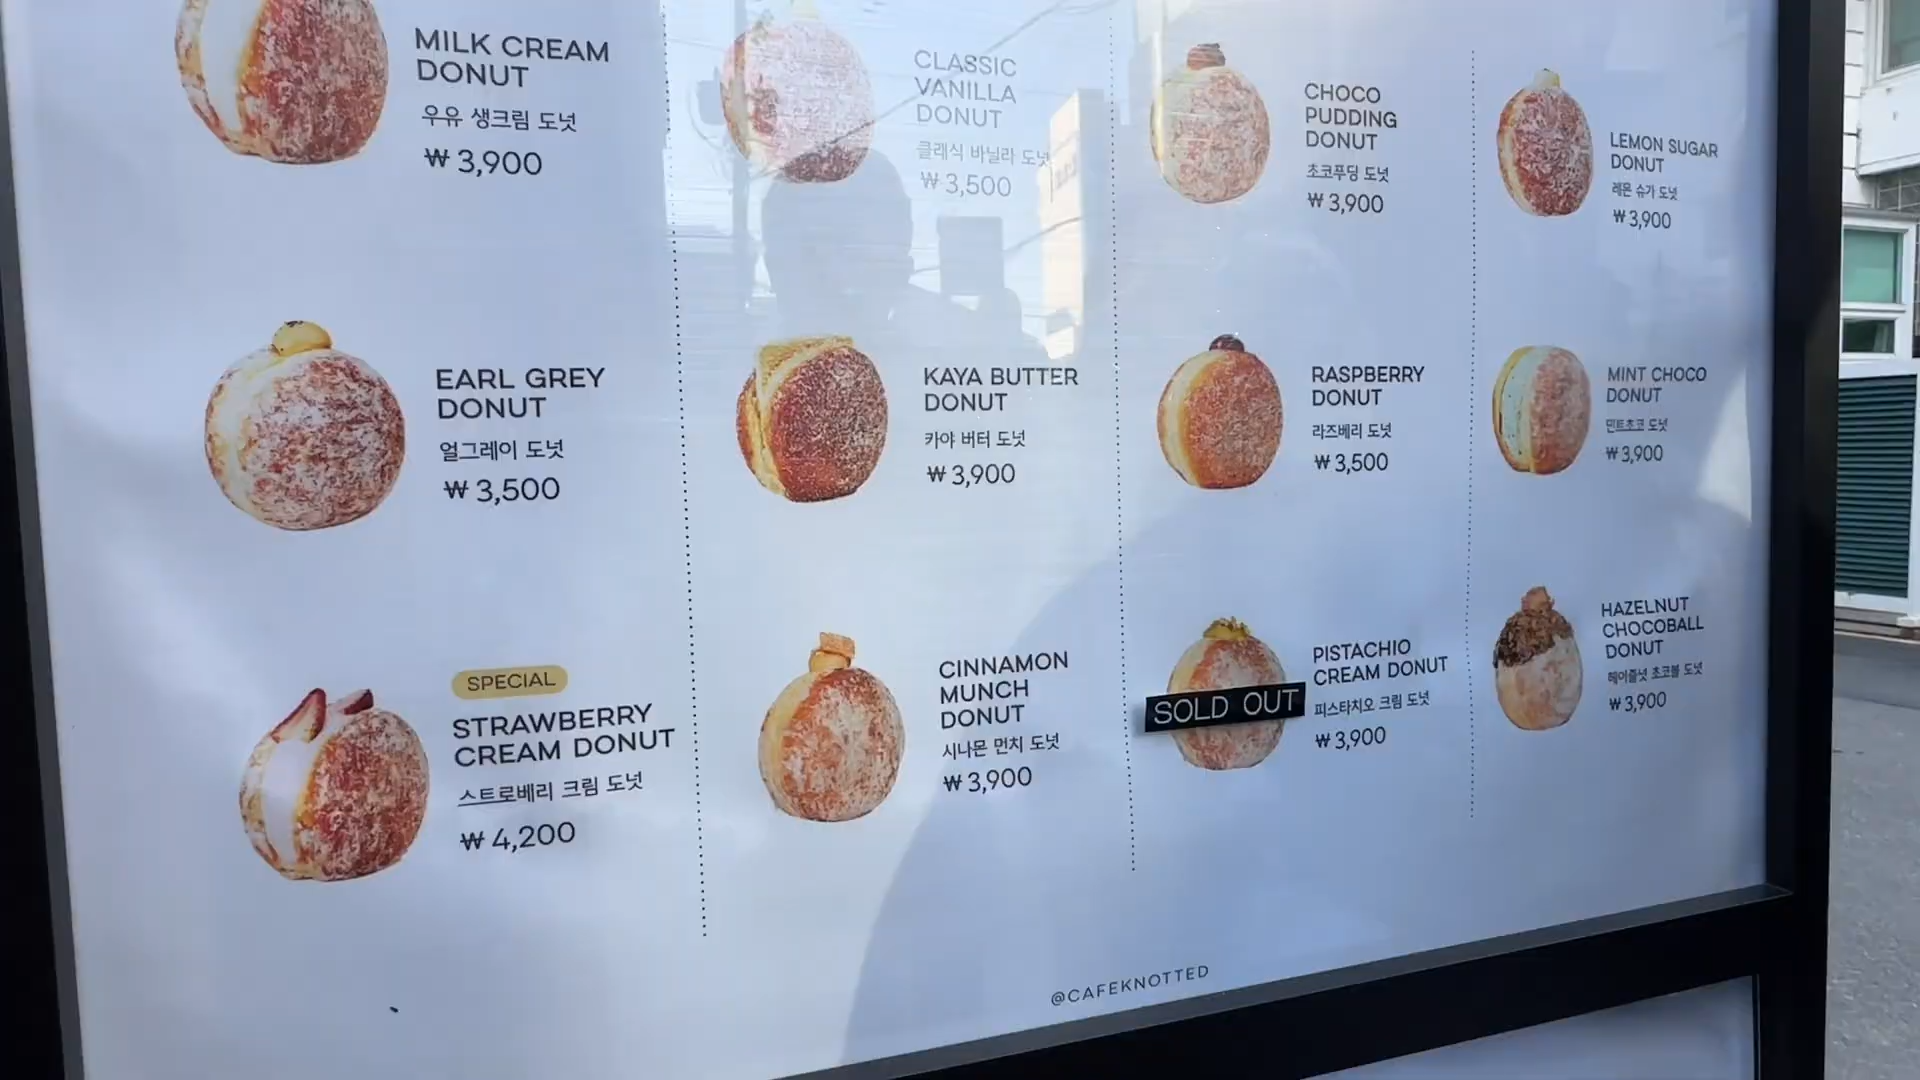 MILK CREAM
DONUT
우유 생크림 도넛
₩ 3,900
CLASSIC
VANILLA
DONUT
클래식 바닐라 도넛
₩ 3,500
CHOCO
PUDDING
DONUT
초코푸딩 도넛
₩ 3,900
LEMON SUGAR
DONUT
레몬 슈가 도넛
₩ 3,900
EARL GREY
DONUT
얼그레이 도넛
₩ 3,500
KAYA BUTTER
DONUT
카야 버터 도넛
₩ 3,900
RASPBERRY
DONUT
라즈베리 도넛
₩ 3,500
MINT CHOCO
DONUT
민트초코 도넛
₩ 3,900
SPECIAL
STRAWBERRY
CREAM DONUT
스트로베리 크림 도넛
₩ 4,200
CINNAMON
MUNCH
DONUT
시나몬 먼치 도넛
₩ 3,900
SOLD OUT
PISTACHIO
CREAM DONUT
피스타치오 크림 도넛
₩ 3,900
HAZELNUT
CHOCOBALL
DONUT
헤이즐넛 초코볼 도넛
₩ 3,900
@CAFEKNOTTED